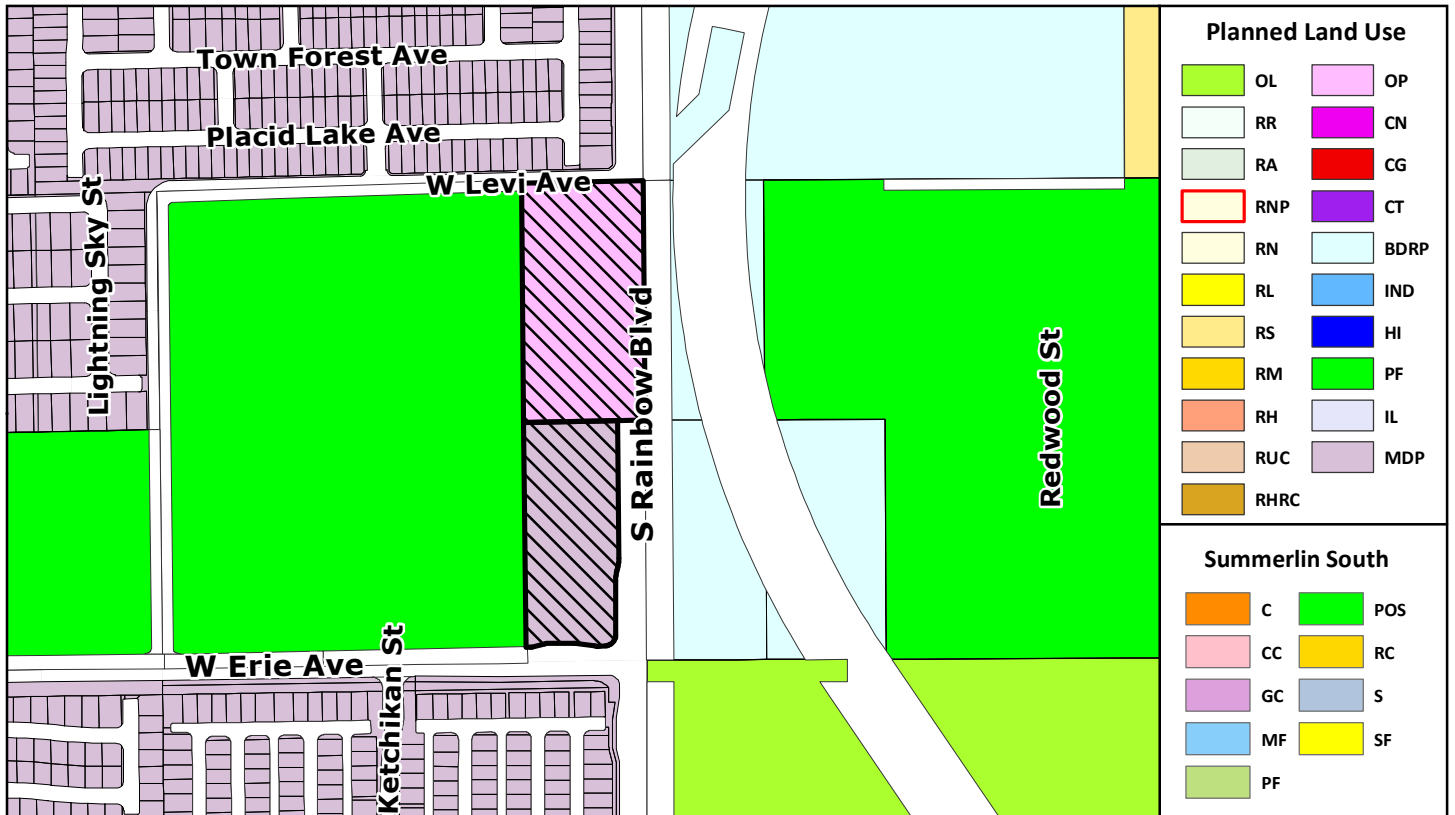 Town Forest Ave
Placid Lake Ave
W Levi Ave
Lightning Sky St
S Rainbow Blvd
Redwood St
W Erie Ave
Ketchikan St
Planned Land Use
OL OP
RR CN
RA CG
RNP CT
RN BDRP
RL IND
RS HI
RM PF
RH IL
RUC MDP
RHRC
Summerlin South
C POS
CC RC
GC S
MF SF
PF